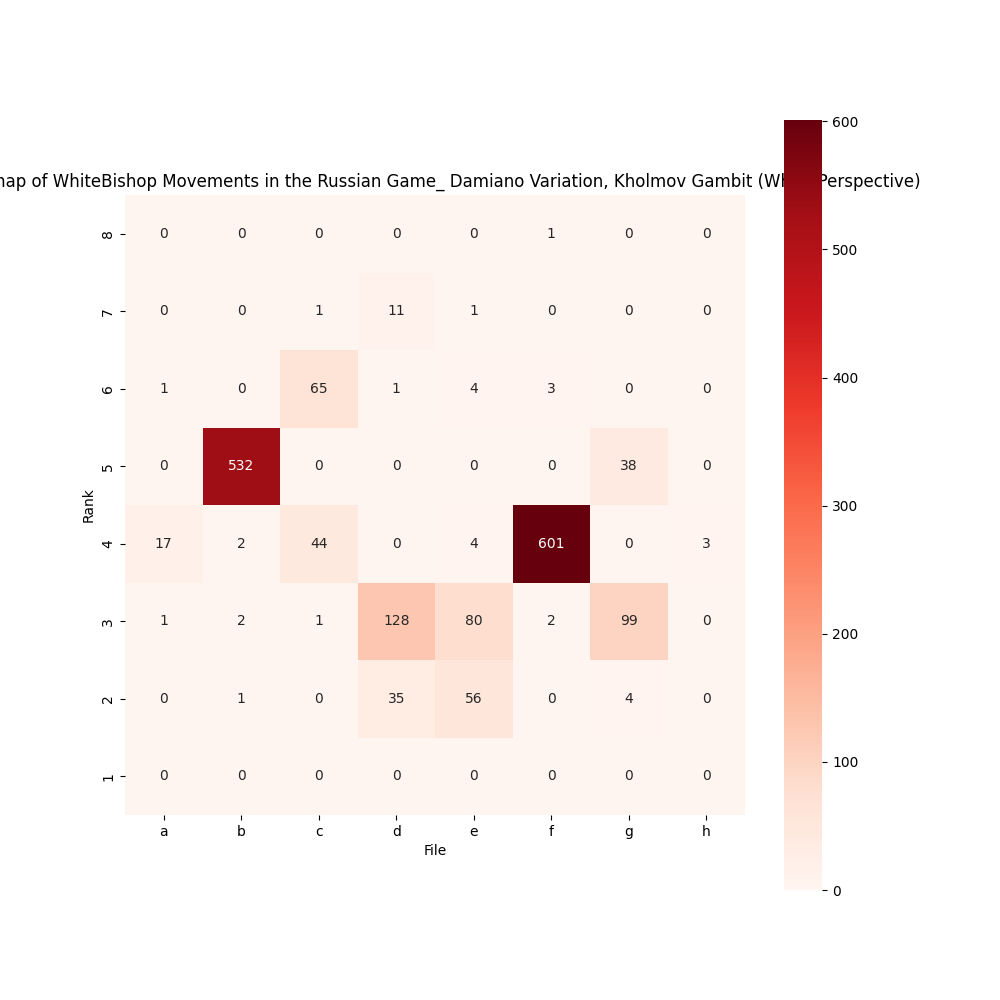 map of WhiteBishop Movements in the Russian Game_ Damiano Variation, Kholmov Gambit Perspective)
600
500
400
300
200
100
0
Rank
8 0 0 0 0 0 1 0 0
7 0 0 1 11 1 0 0 0
6 1 0 65 1 4 3 0 0
5 0 532 0 0 0 0 38 0
4 17 2 44 0 4 601 0 3
3 1 2 1 128 80 2 99 0
2 0 1 0 35 56 0 4 0
1 0 0 0 0 0 0 0 0
a b c d e f g h
File